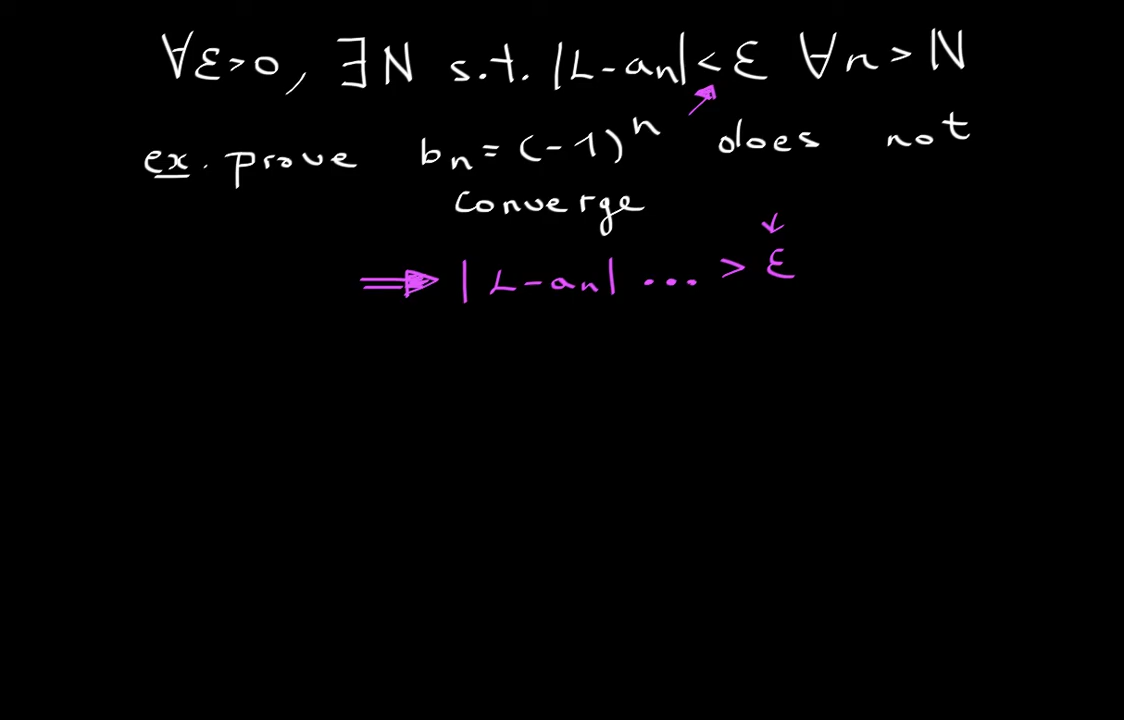 ∀ε>0, ∃N s.t. |L-an|<ε ∀n>N
ex. prove bn=(-1)^n does not
converge
⟹ |L-an| ... > ε